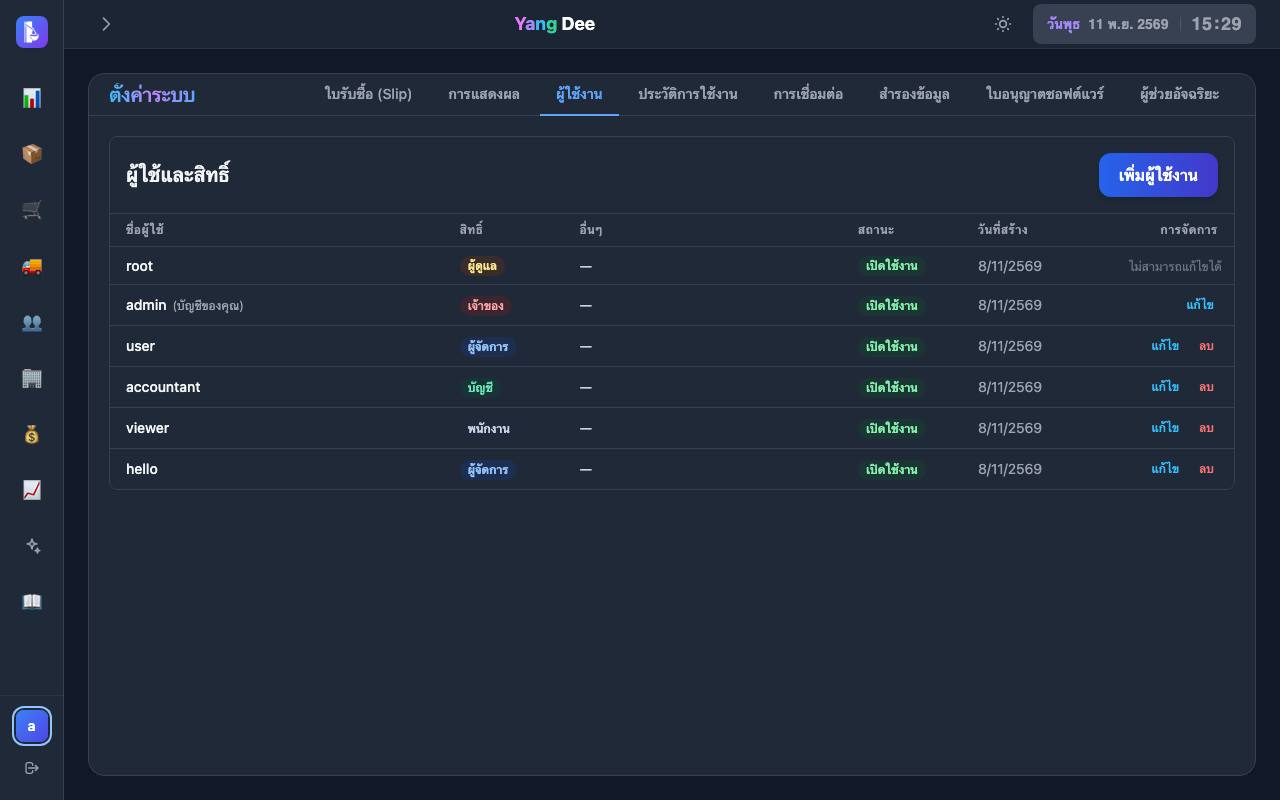 Yang Dee
วันพุธ 11 พ.ย. 2569 15:29
ตั้งค่าระบบ
ใบรับซื้อ (Slip) การแสดงผล ผู้ใช้งาน ประวัติการใช้งาน การเชื่อมต่อ สำรองข้อมูล ใบอนุญาตซอฟต์แวร์ ผู้ช่วยอัจฉริยะ
ผู้ใช้และสิทธิ์
เพิ่มผู้ใช้งาน
ชื่อผู้ใช้ สิทธิ์ อื่นๆ สถานะ วันที่สร้าง การจัดการ
root ผู้ดูแล — เปิดใช้งาน 8/11/2569 ไม่สามารถแก้ไขได้
admin (บัญชีของคุณ) เจ้าของ — เปิดใช้งาน 8/11/2569 แก้ไข
user ผู้จัดการ — เปิดใช้งาน 8/11/2569 แก้ไข ลบ
accountant บัญชี — เปิดใช้งาน 8/11/2569 แก้ไข ลบ
viewer พนักงาน — เปิดใช้งาน 8/11/2569 แก้ไข ลบ
hello ผู้จัดการ — เปิดใช้งาน 8/11/2569 แก้ไข ลบ
a